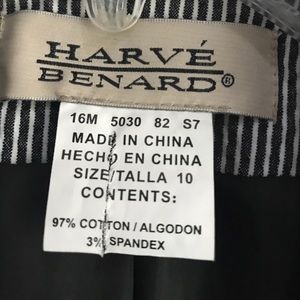 HARVÉ
BENARD®
16M 5030 82 S7
MADE IN CHINA
HECHO EN CHINA
SIZE/TALLA 10
CONTENTS:
97% COTTON / ALGODON
3% SPANDEX